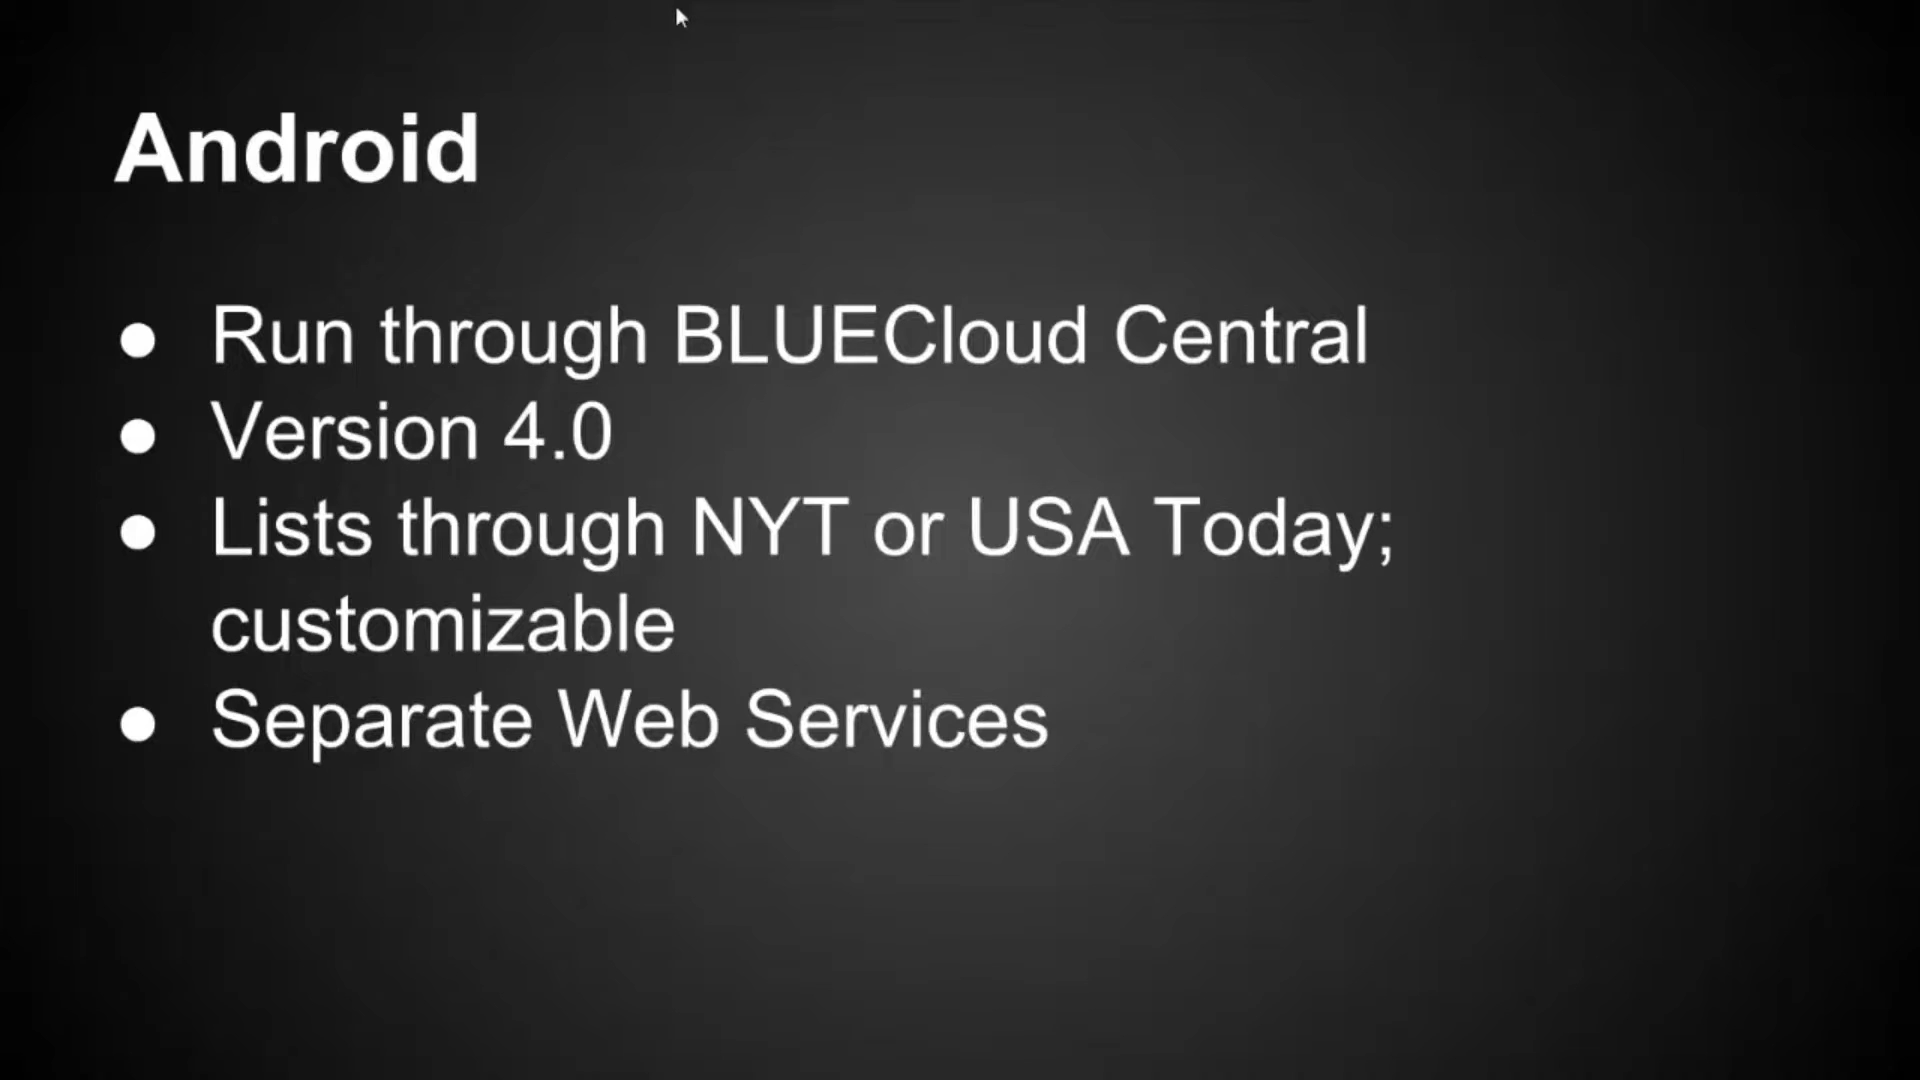 Android
● Run through BLUECloud Central
● Version 4.0
● Lists through NYT or USA Today;
customizable
● Separate Web Services